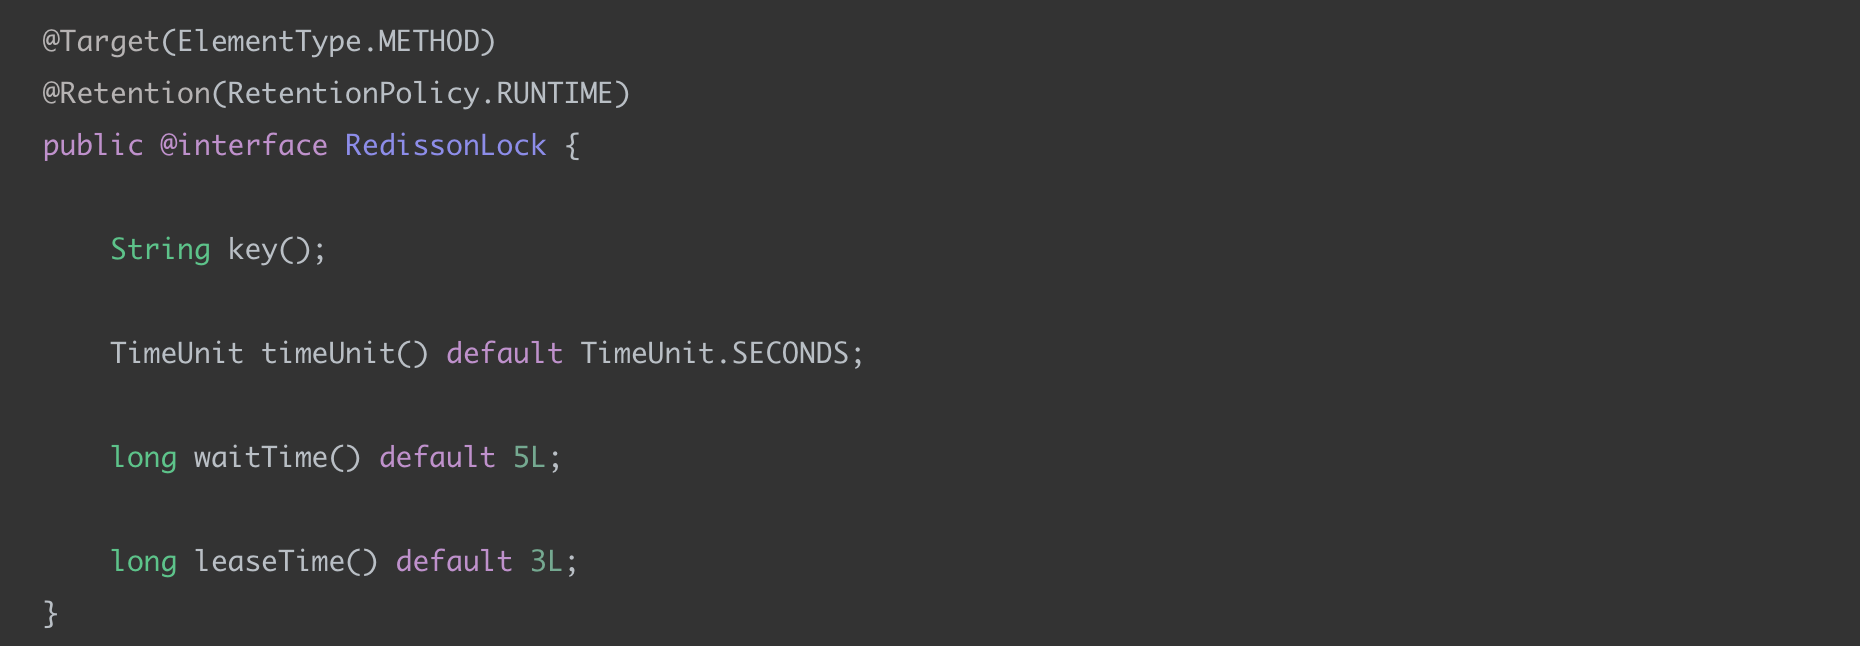 @Target(ElementType.METHOD)
@Retention(RetentionPolicy.RUNTIME)
public @interface RedissonLock {
    String key();
    TimeUnit timeUnit() default TimeUnit.SECONDS;
    long waitTime() default 5L;
    long leaseTime() default 3L;
}